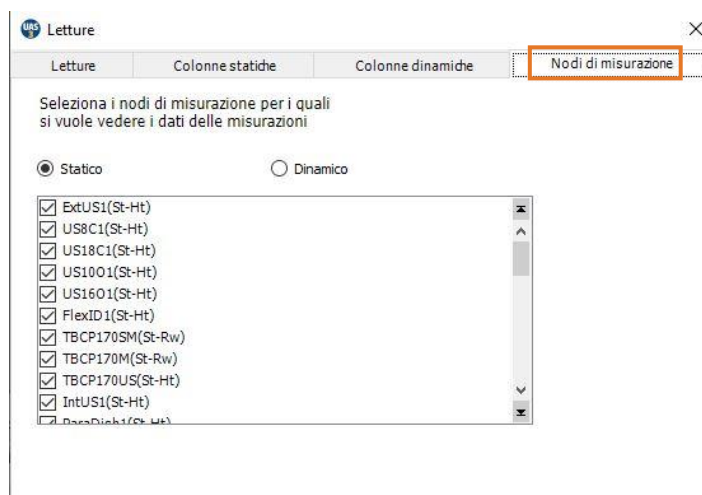 UAS
Letture
Letture Colonne statiche Colonne dinamiche Nodi di misurazione
Seleziona i nodi di misurazione per i quali
si vuole vedere i dati delle misurazioni
Statico Dinamico
ExtUS1(St-Ht)
US8C1(St-Ht)
US18C1(St-Ht)
US10O1(St-Ht)
US16O1(St-Ht)
FlexID1(St-Ht)
TBCP170SM(St-Rw)
TBCP170M(St-Rw)
TBCP170US(St-Ht)
IntUS1(St-Ht)